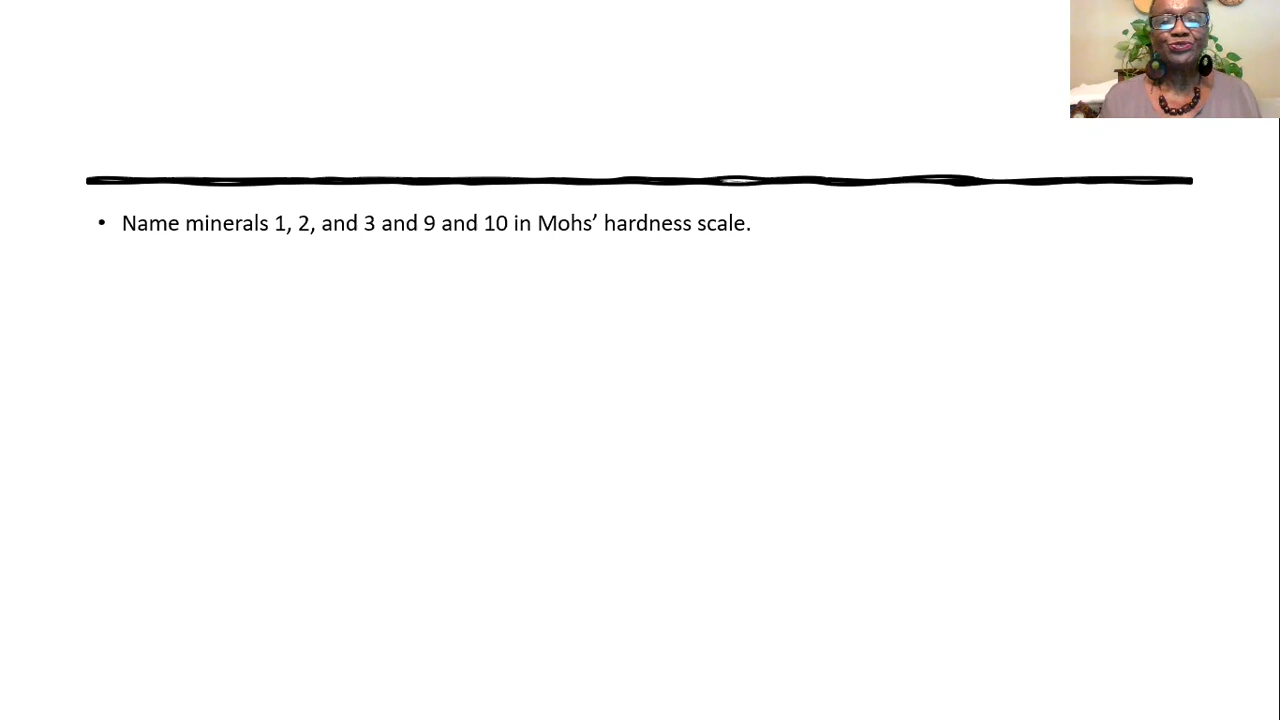 • Name minerals 1, 2, and 3 and 9 and 10 in Mohs’ hardness scale.